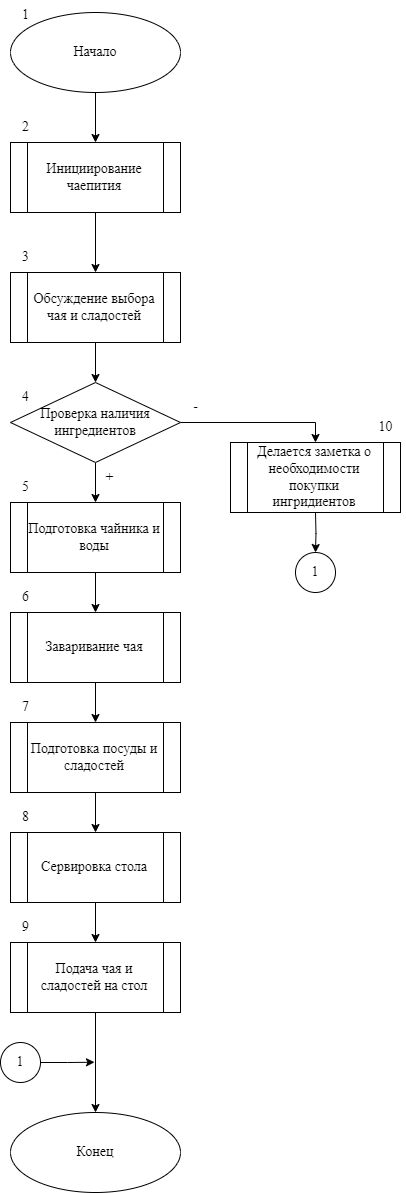 1
Начало
2
Инициирование
чаепития
3
Обсуждение выбора
чая и сладостей
4
Проверка наличия
ингредиентов
-
+
10
Делается заметка о
необходимости
покупки
ингридиентов
1
5
Подготовка чайника и
воды
6
Заваривание чая
7
Подготовка посуды и
сладостей
8
Сервировка стола
9
Подача чая и
сладостей на стол
1
Конец